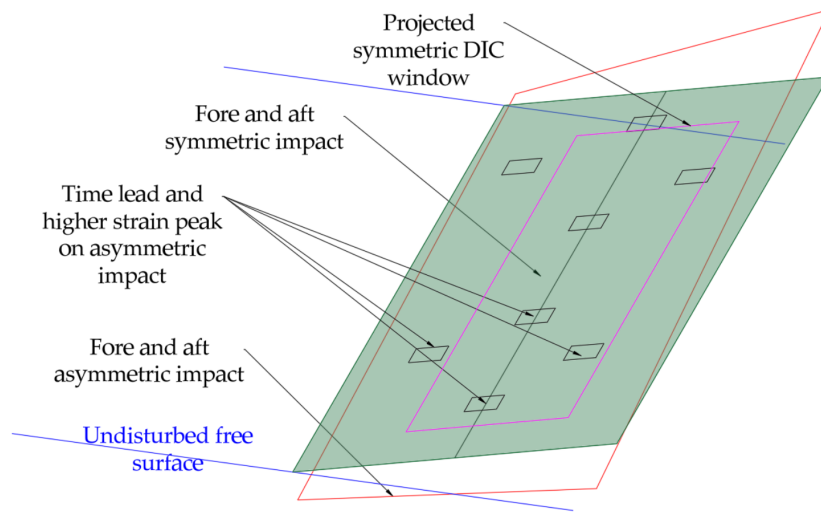 Projected
symmetric DIC
window
Fore and aft
symmetric impact
Time lead and
higher strain peak
on asymmetric
impact
Fore and aft
asymmetric impact
Undisturbed free
surface